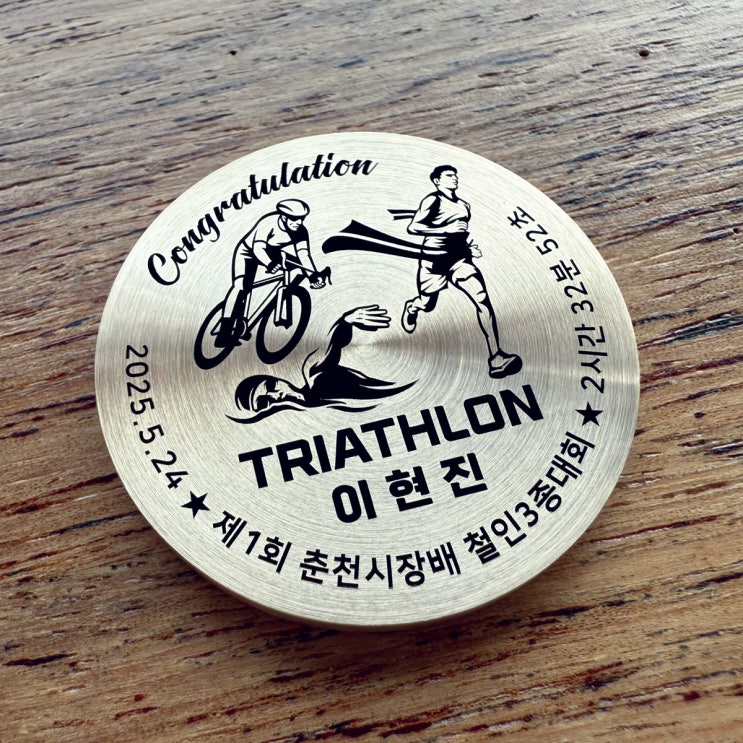 Congratulation
TRIATHLON
이현진
2025.5.24 ★ 제1회 춘천시장배 철인3종대회 ★ 2시간 32분 52초